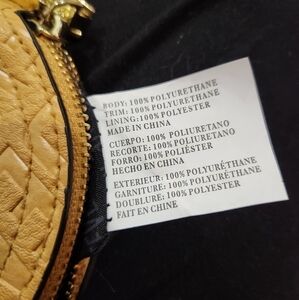 BODY: 100% POLYURETHANE
TRIM: 100% POLYURETHANE
LINING: 100% POLYESTER
MADE IN CHINA
CUERPO: 100% POLIURETANO
RECORTE: 100% POLIURETANO
FORRO: 100% POLIÉSTER
HECHO EN CHINA
EXTERIEUR: 100% POLYURÉTHANE
GARNITURE: 100% POLYURÉTHANE
DOUBLURE: 100% POLYESTER
FAIT EN CHINE